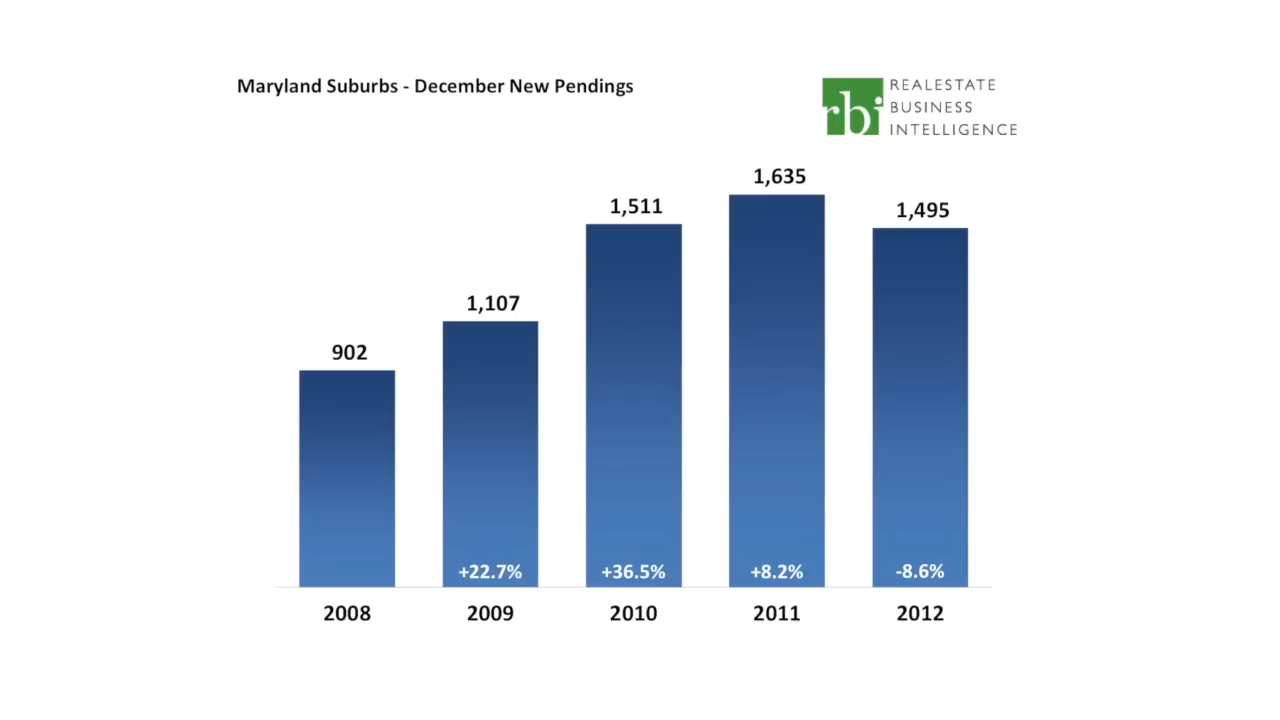 Maryland Suburbs - December New Pendings
rbi
REALESTATE
BUSINESS
INTELLIGENCE
902
1,107
1,511
1,635
1,495
+22.7%
+36.5%
+8.2%
-8.6%
2008
2009
2010
2011
2012